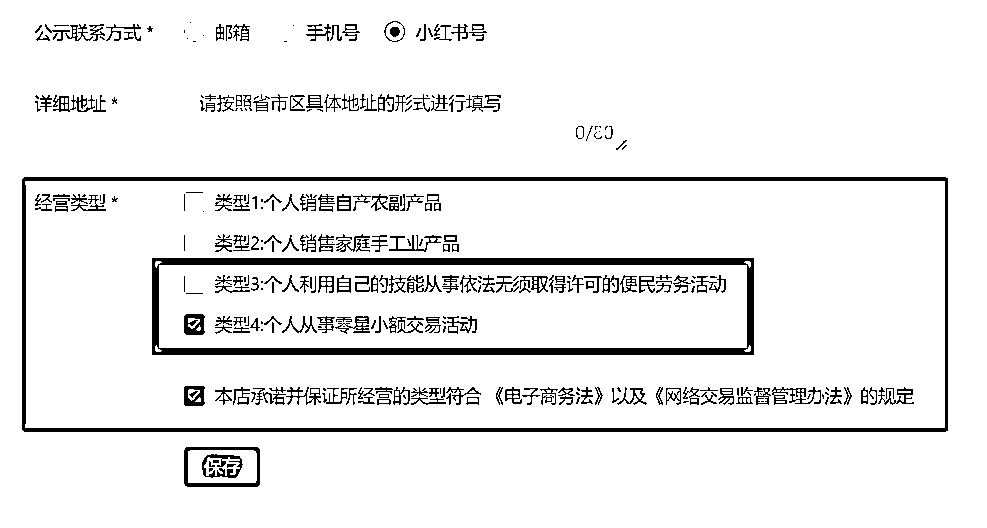 公示联系方式 * 邮箱 手机号 小红书号
详细地址 * 请按照省市区具体地址的形式进行填写
0/80
经营类型 * 类型1:个人销售自产农副产品
类型2:个人销售家庭手工业产品
类型3:个人利用自己的技能从事依法无须取得许可的便民劳务活动
类型4:个人从事零星小额交易活动
本店承诺并保证所经营的类型符合 《电子商务法》以及《网络交易监督管理办法》的规定
保存